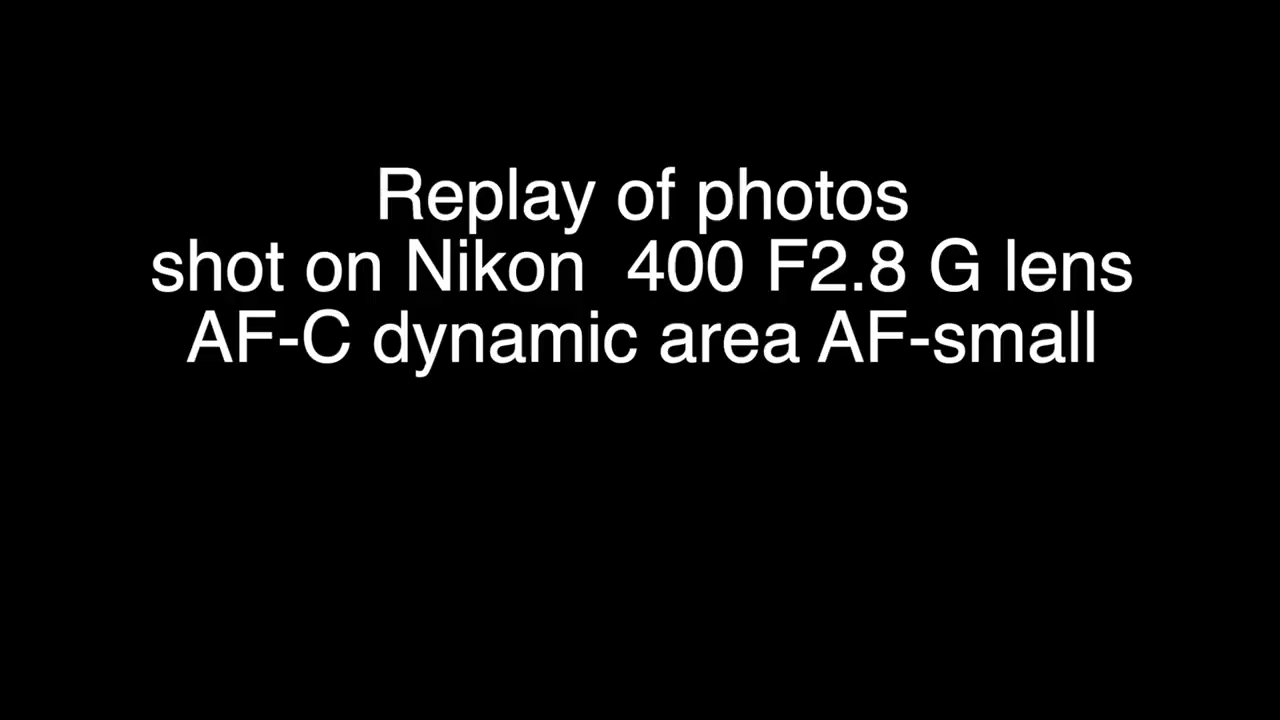 Replay of photos
shot on Nikon  400 F2.8 G lens
AF-C dynamic area AF-small